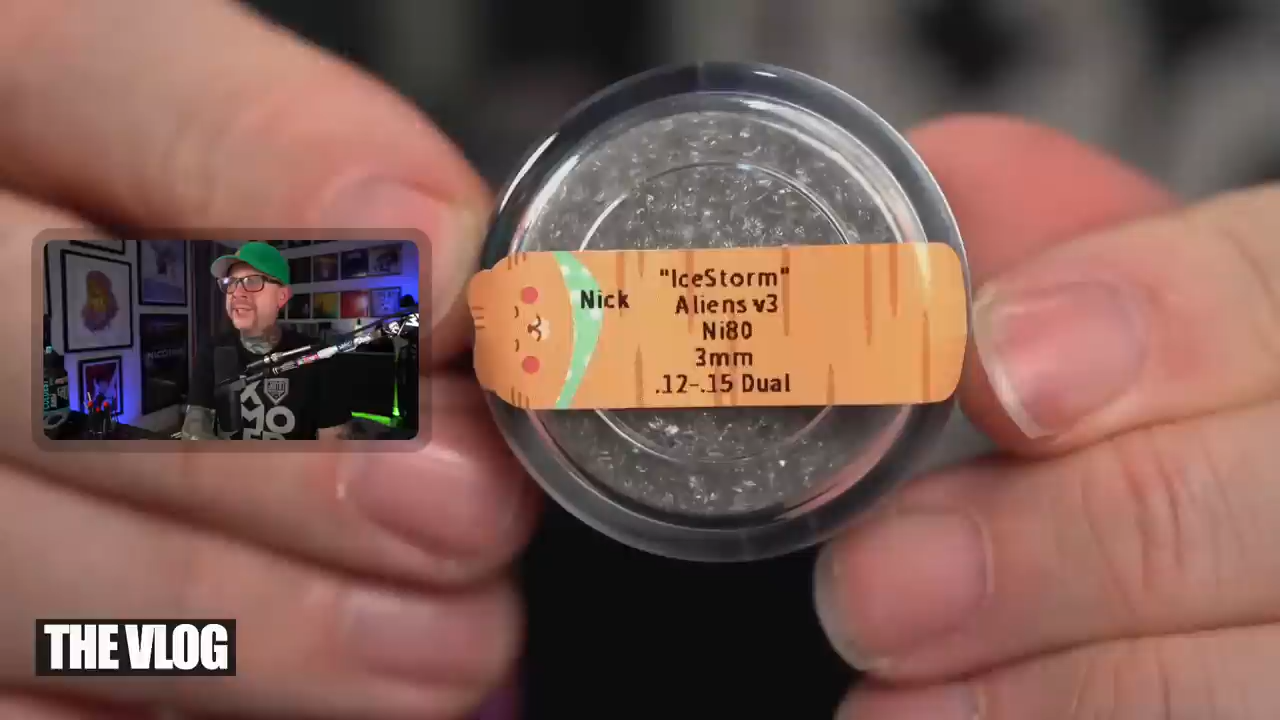 Nick
"IceStorm"
Aliens v3
Ni80
3mm
.12-.15 Dual
THE VLOG